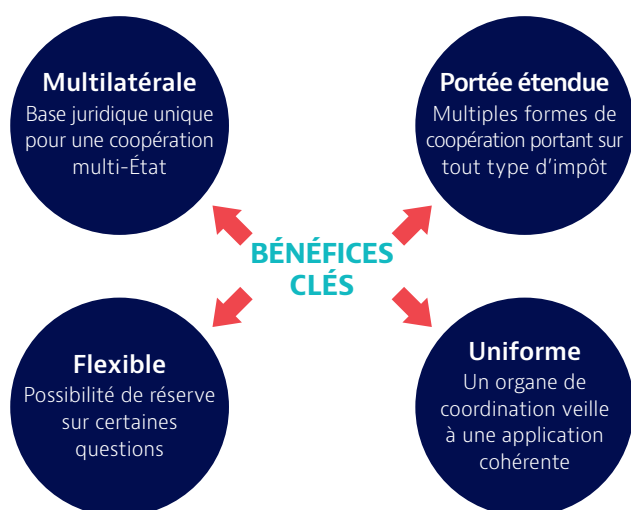 Multilatérale
Base juridique unique
pour une coopération
multi-État
Portée étendue
Multiples formes de
coopération portant sur
tout type d'impôt
BÉNÉFICES
CLÉS
Flexible
Possibilité de réserve
sur certaines
questions
Uniforme
Un organe de
coordination veille
à une application
cohérente